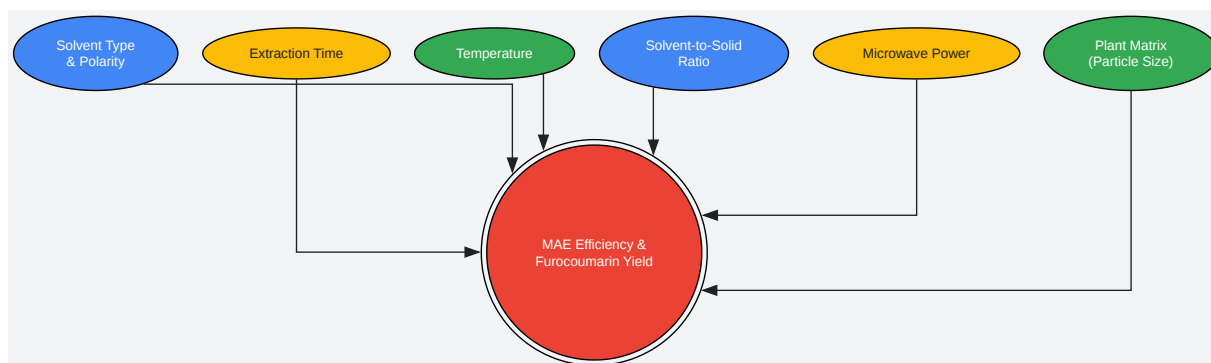 Solvent Type
& Polarity
Extraction Time
Temperature
Solvent-to-Solid
Ratio
Microwave Power
Plant Matrix
(Particle Size)
MAE Efficiency &
Furocoumarin Yield